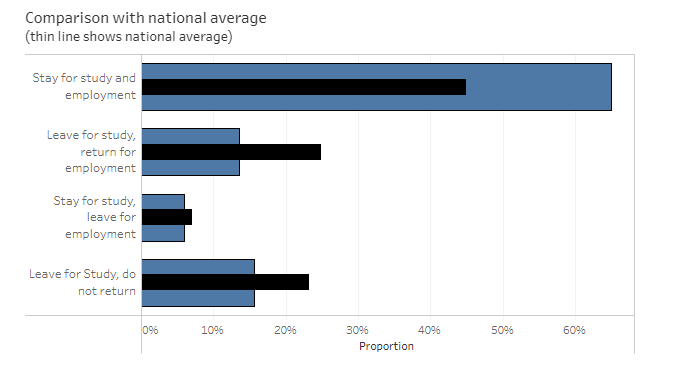 Comparison with national average
(thin line shows national average)
Stay for study and
employment
Leave for study,
return for
employment
Stay for study,
leave for
employment
Leave for Study, do
not return
0% 10% 20% 30% 40% 50% 60%
Proportion